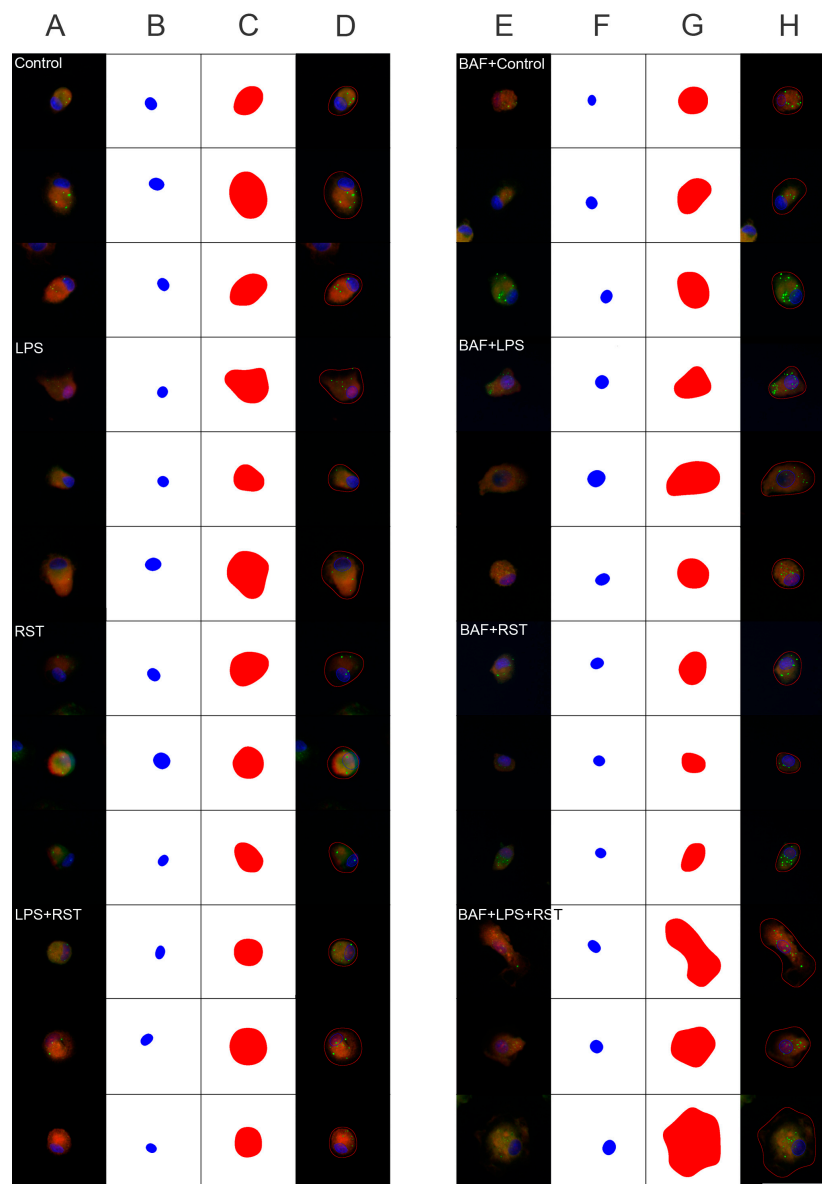 A B C D E F G H
Control
BAF+Control
LPS
BAF+LPS
RST
BAF+RST
LPS+RST
BAF+LPS+RST